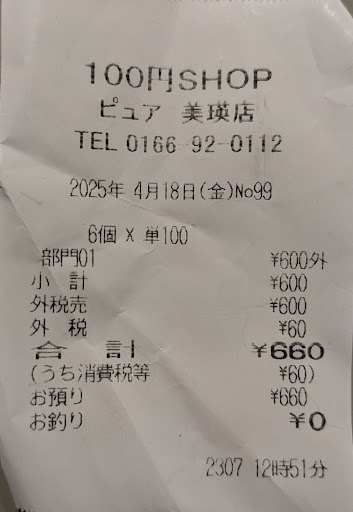 100円SHOP
ピュア 美瑛店
TEL 0166-92-0112
2025年 4月18日(金)No99
6個 X 単100
部門01 ¥600外
小 計 ¥600
外税売 ¥600
外 税 ¥60
合 計 ¥660
(うち消費税等 ¥60)
お預り ¥660
お釣り ¥0
2307 12時51分